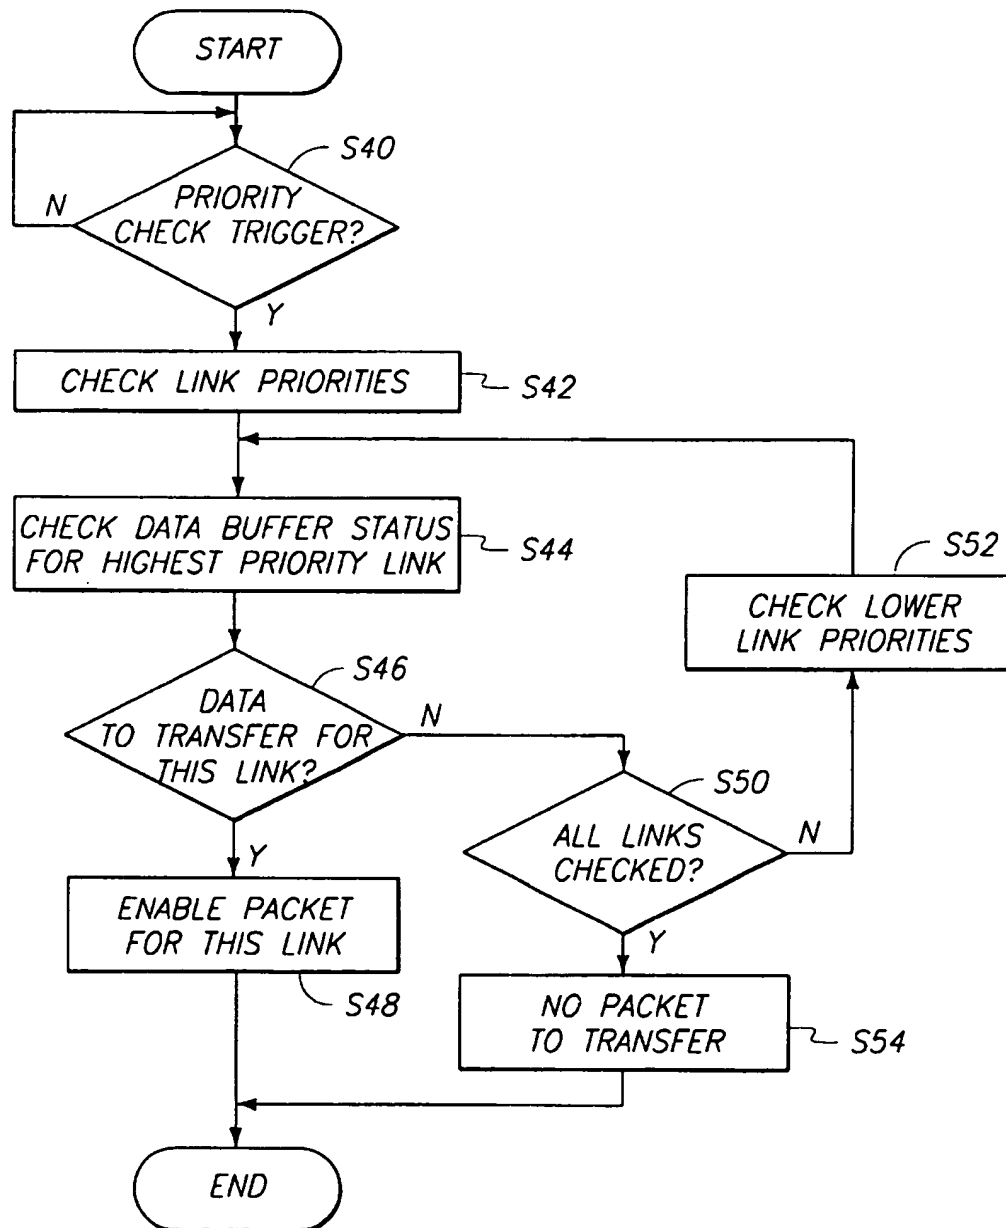 START
S40
PRIORITY
CHECK TRIGGER?
N
Y
CHECK LINK PRIORITIES
S42
CHECK DATA BUFFER STATUS
FOR HIGHEST PRIORITY LINK
S44
S52
CHECK LOWER
LINK PRIORITIES
S46
DATA
TO TRANSFER FOR
THIS LINK?
N
S50
ALL LINKS
CHECKED?
N
Y
Y
ENABLE PACKET
FOR THIS LINK
S48
NO PACKET
TO TRANSFER
S54
END